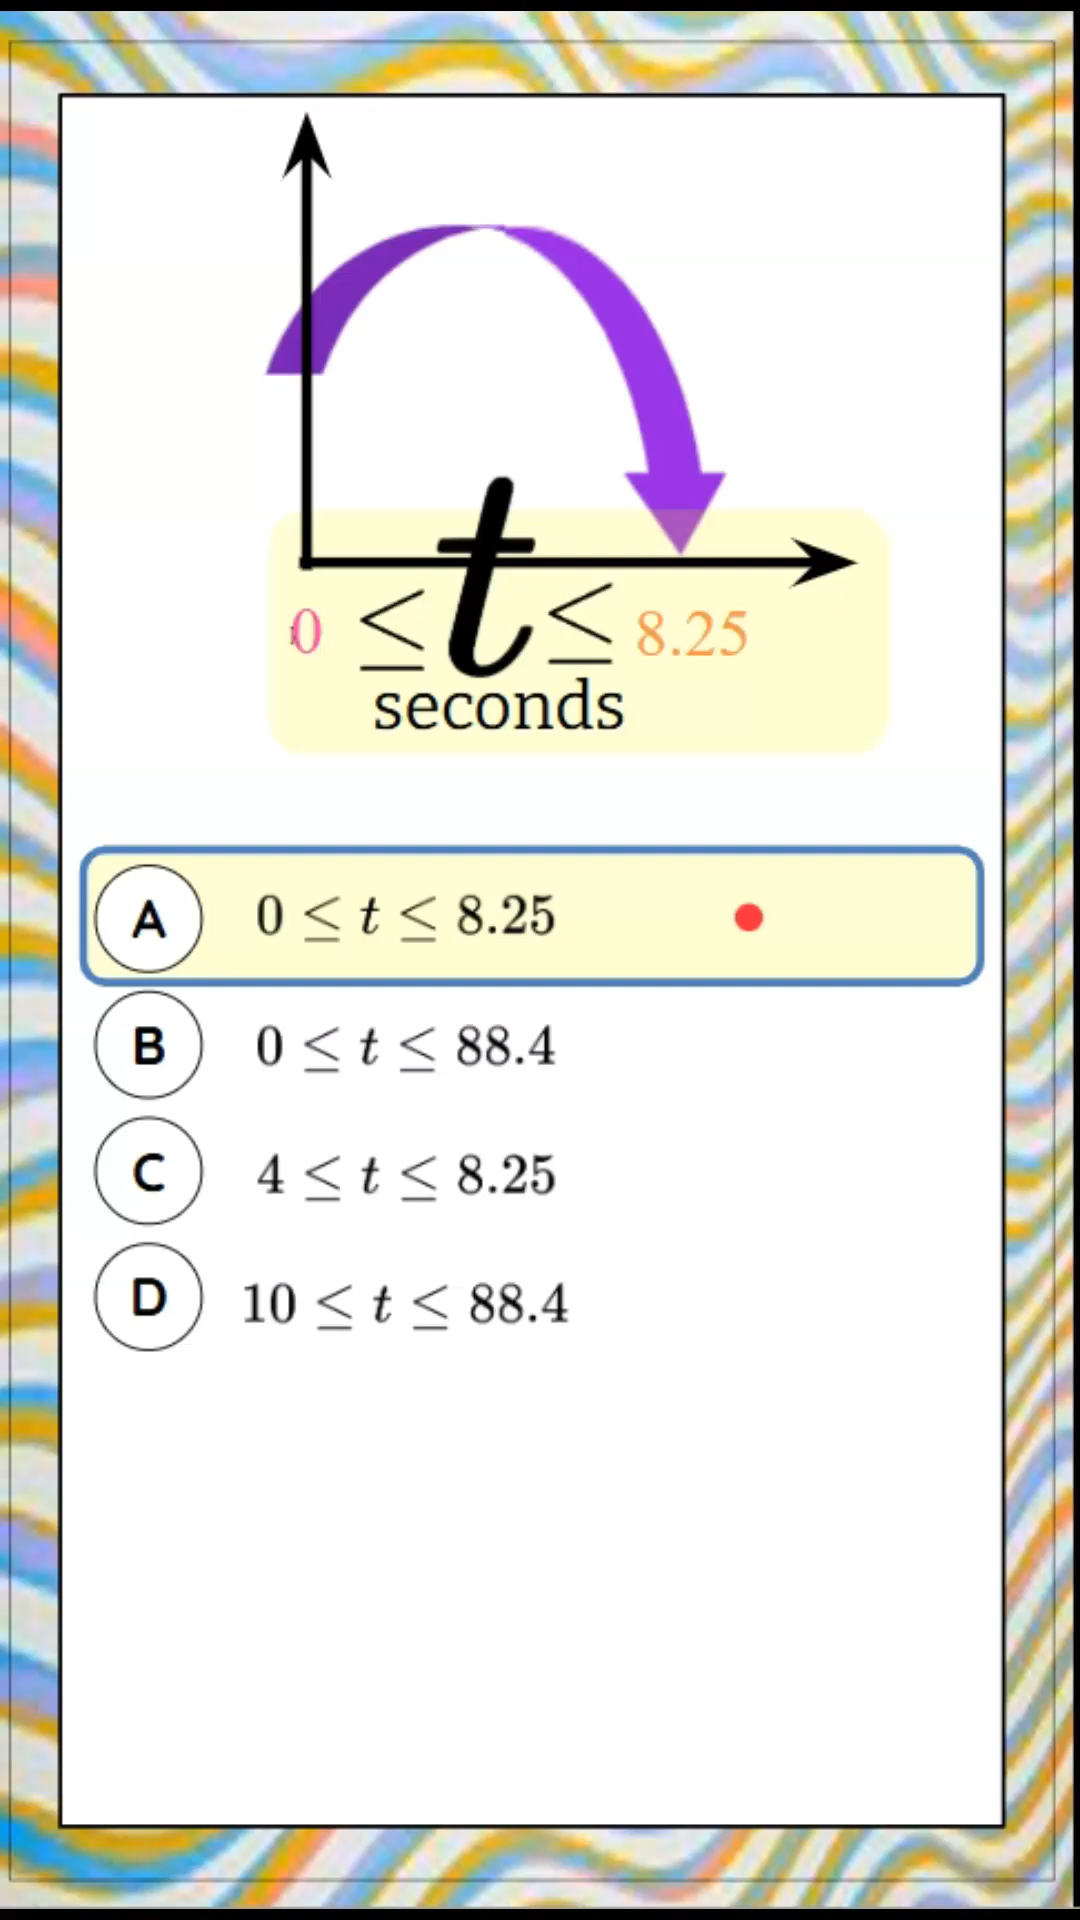 0 ≤ t ≤ 8.25
seconds
A 0 ≤ t ≤ 8.25
B 0 ≤ t ≤ 88.4
C 4 ≤ t ≤ 8.25
D 10 ≤ t ≤ 88.4